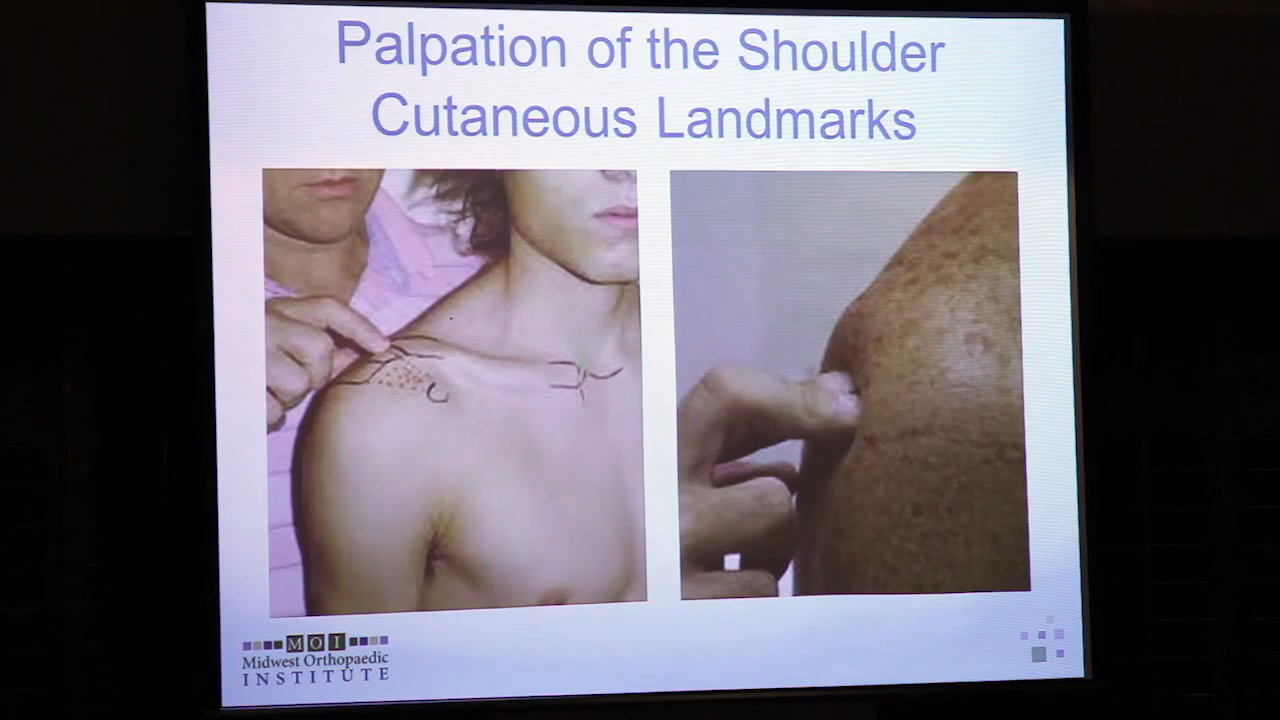 Palpation of the Shoulder
Cutaneous Landmarks
MOI
Midwest Orthopaedic
INSTITUTE